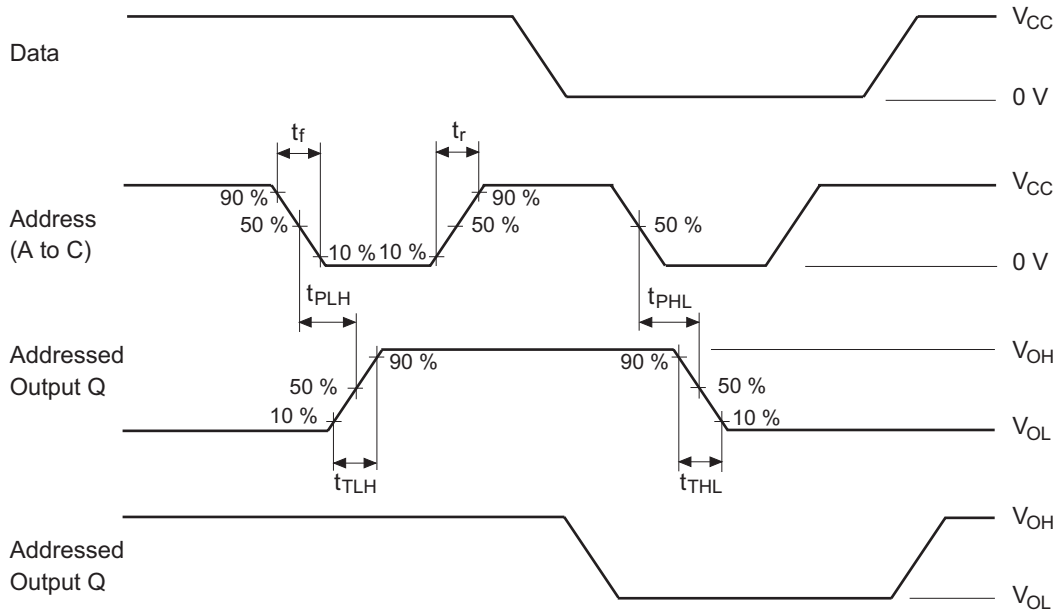 V_CC
Data
0 V
t_f
t_r
V_CC
90 %
90 %
Address
(A to C)
50 %
50 %
50 %
10 %
10 %
0 V
t_PLH
t_PHL
Addressed
Output Q
90 %
90 %
V_OH
50 %
50 %
10 %
10 %
V_OL
t_TLH
t_THL
V_OH
Addressed
Output Q
V_OL